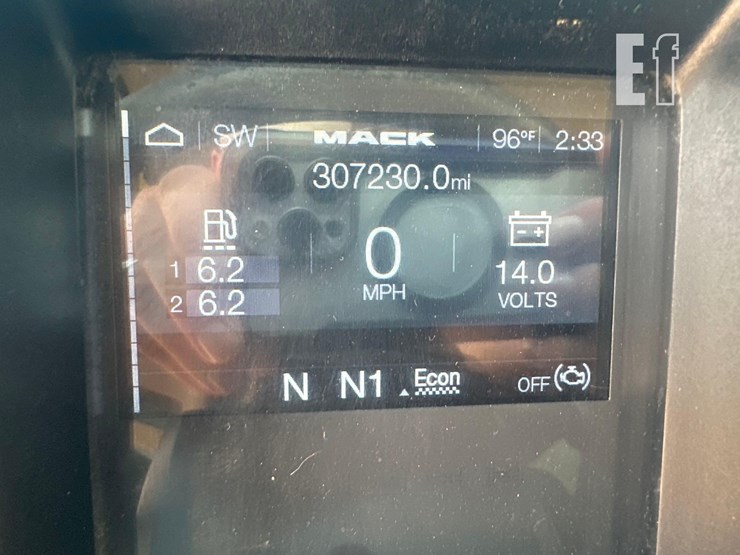 Ef
SW MACK 96°F 2:33
307230.0mi
1 6.2
2 6.2
0
MPH
- +
14.0
VOLTS
N N1 Econ OFF